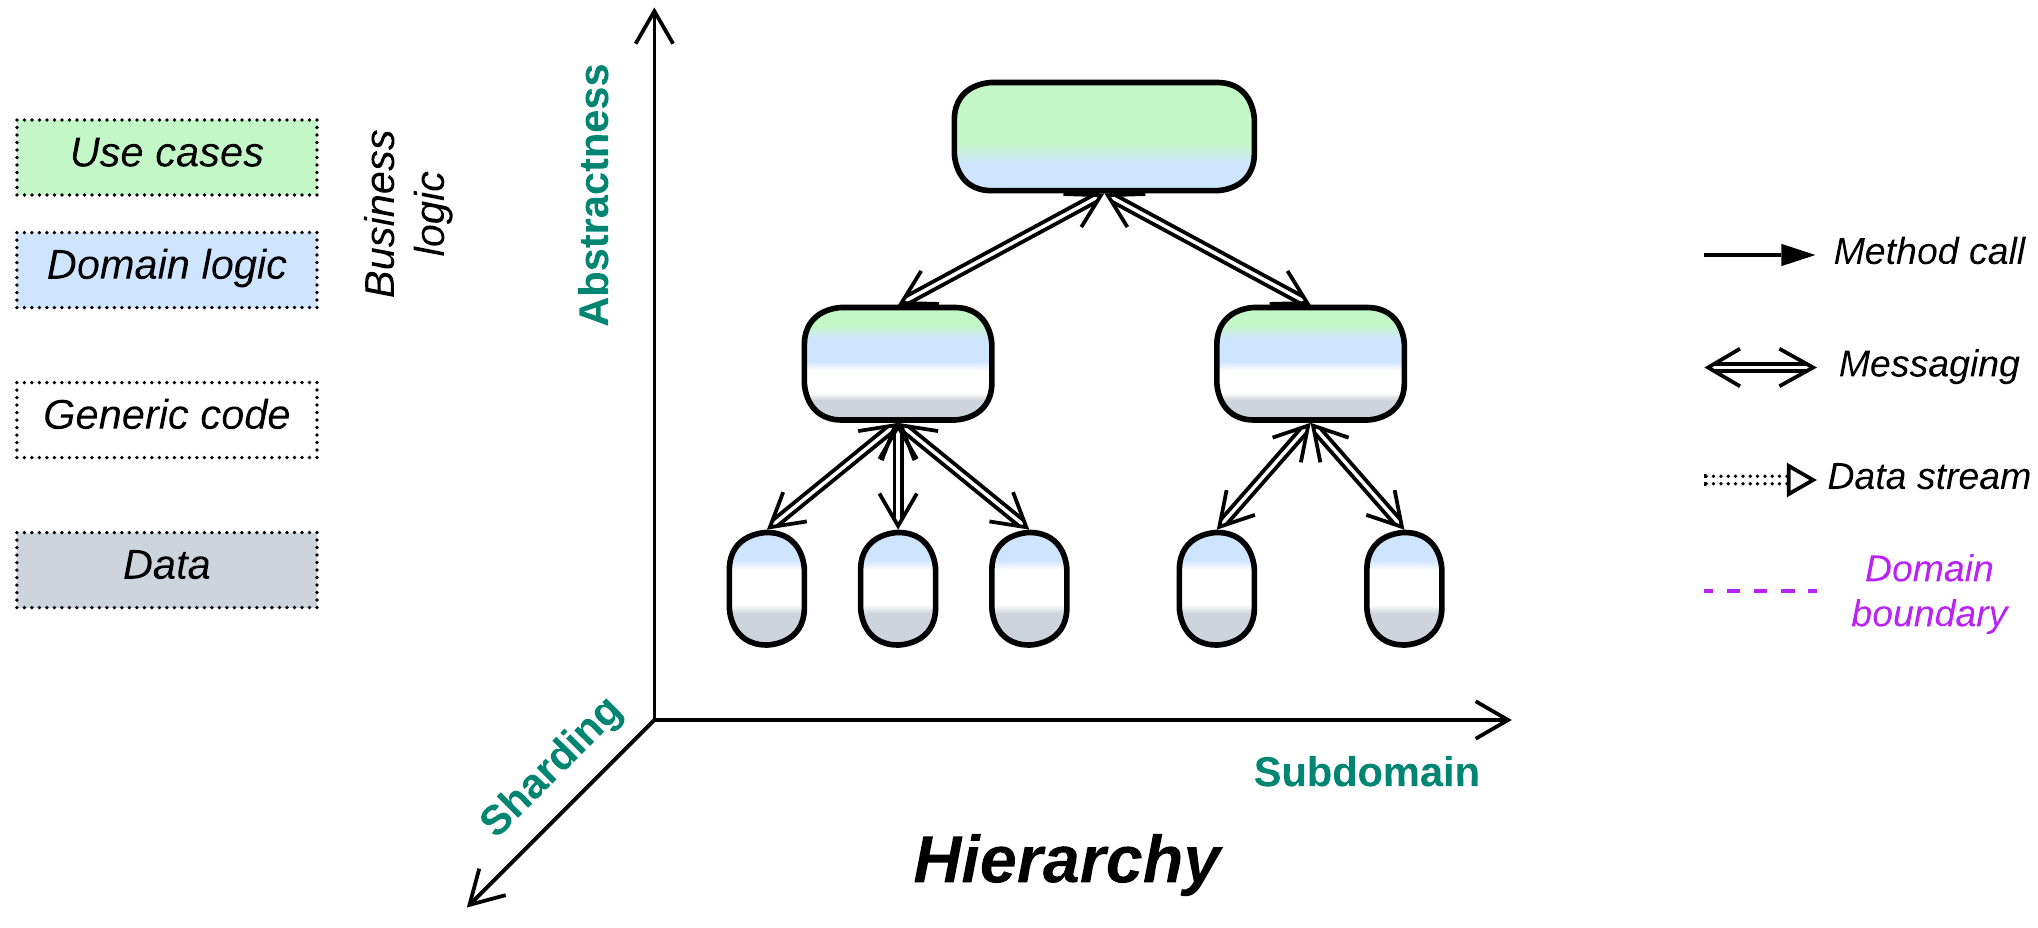 Use cases
Domain logic
Generic code
Data
Business
logic
Abstractness
Sharding
Subdomain
Hierarchy
Method call
Messaging
Data stream
Domain
boundary